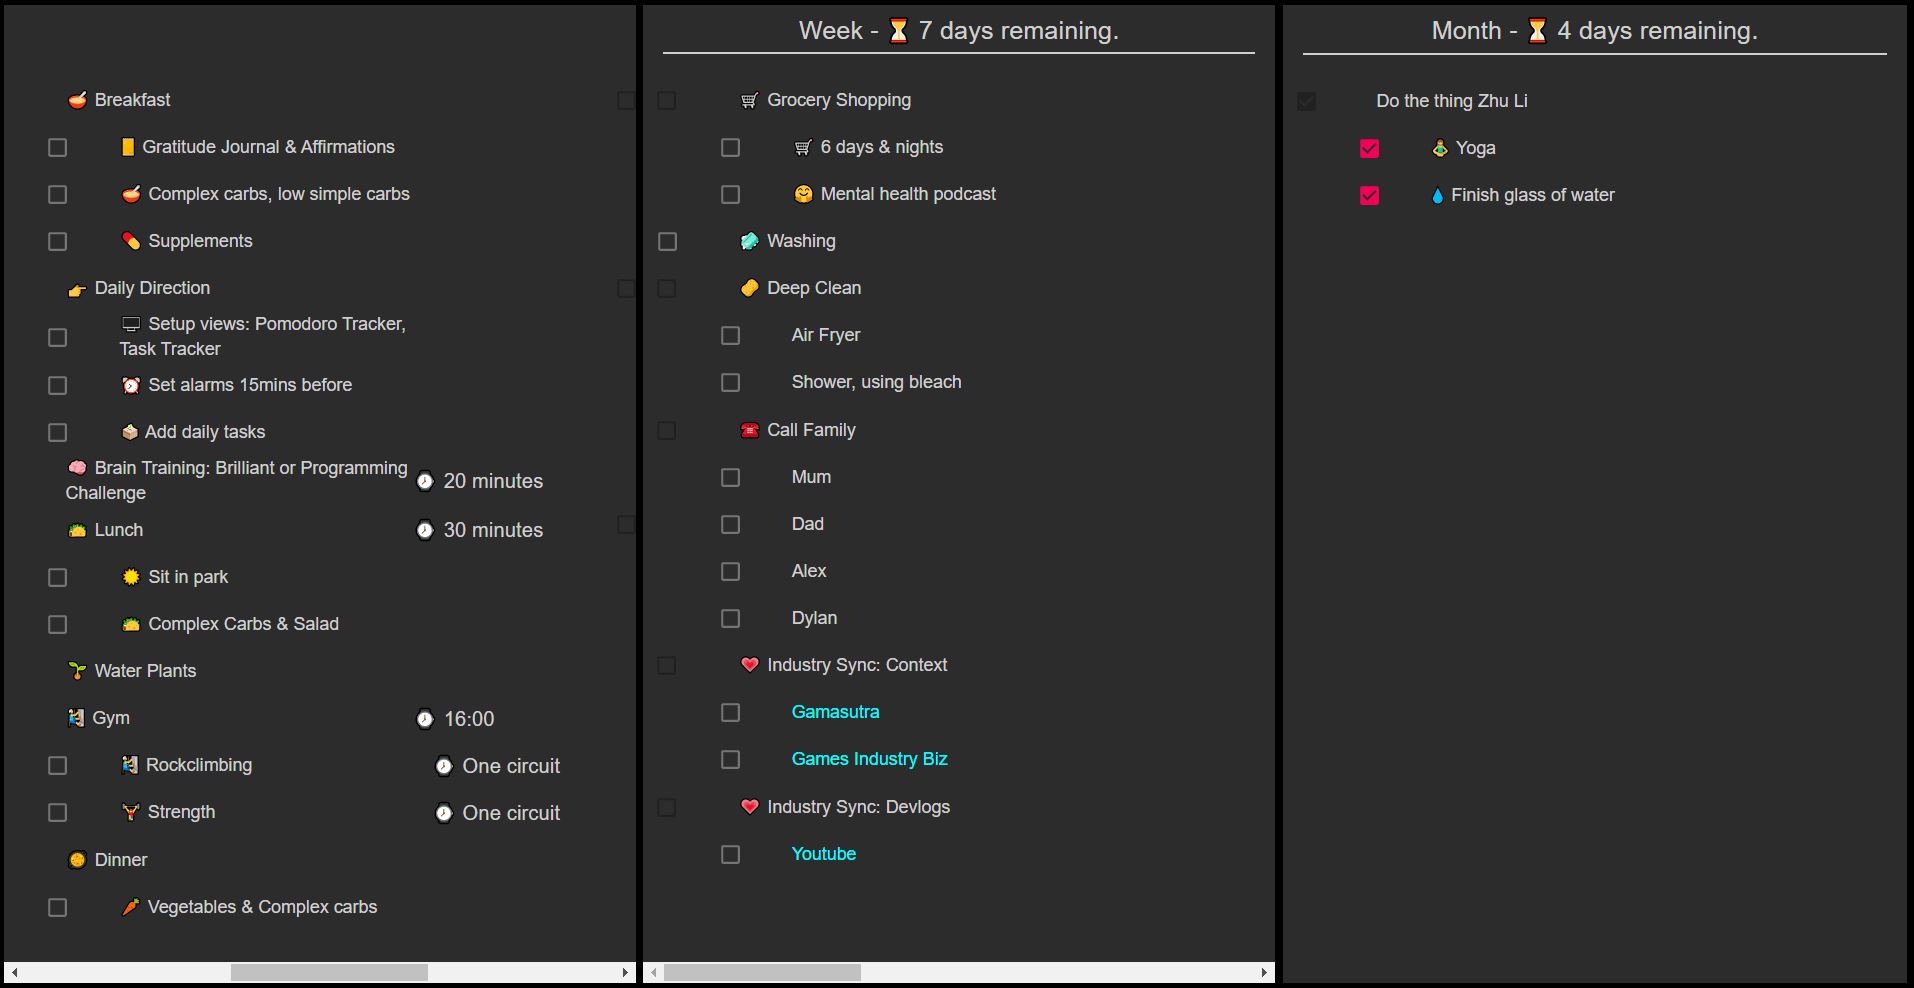 Breakfast
Gratitude Journal & Affirmations
Complex carbs, low simple carbs
Supplements
Daily Direction
Setup views: Pomodoro Tracker,
Task Tracker
Set alarms 15mins before
Add daily tasks
Brain Training: Brilliant or Programming
Challenge
20 minutes
Lunch
30 minutes
Sit in park
Complex Carbs & Salad
Water Plants
Gym
16:00
Rockclimbing
One circuit
Strength
One circuit
Dinner
Vegetables & Complex carbs
Week - ⏳ 7 days remaining.
Grocery Shopping
6 days & nights
Mental health podcast
Washing
Deep Clean
Air Fryer
Shower, using bleach
Call Family
Mum
Dad
Alex
Dylan
Industry Sync: Context
Gamasutra
Games Industry Biz
Industry Sync: Devlogs
Youtube
Month - ⏳ 4 days remaining.
Do the thing Zhu Li
Yoga
Finish glass of water